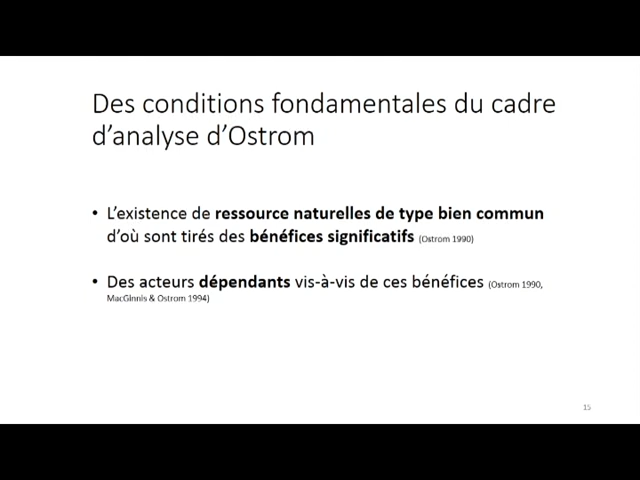 Des conditions fondamentales du cadre
d'analyse d'Ostrom
• L'existence de ressource naturelles de type bien commun
d'où sont tirés des bénéfices significatifs (Ostrom 1990)
• Des acteurs dépendants vis-à-vis de ces bénéfices (Ostrom 1990,
MacGinnis & Ostrom 1994)
15